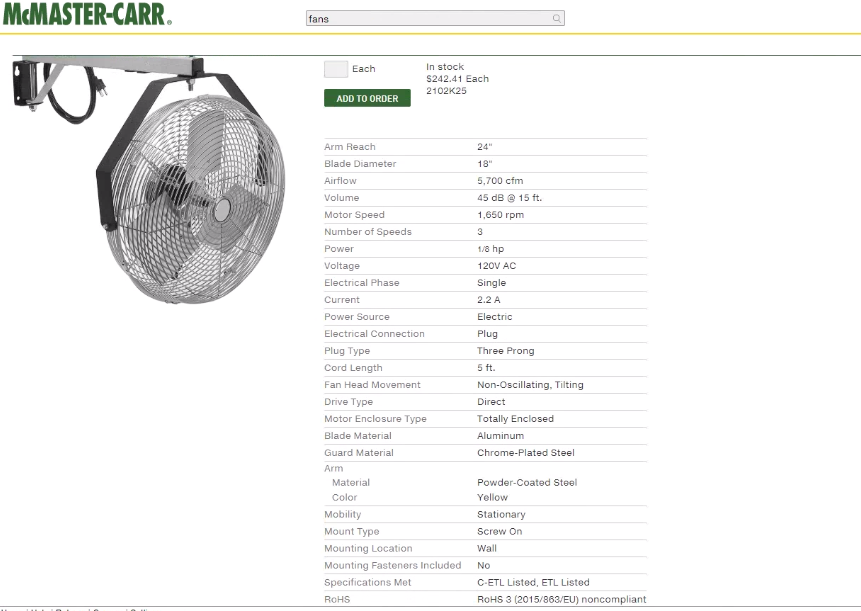 McMASTER-CARR®
fans
Each
ADD TO ORDER
In stock
$242.41 Each
2102K25
Arm Reach 24"
Blade Diameter 18"
Airflow 5,700 cfm
Volume 45 dB @ 15 ft.
Motor Speed 1,650 rpm
Number of Speeds 3
Power 1/8 hp
Voltage 120V AC
Electrical Phase Single
Current 2.2 A
Power Source Electric
Electrical Connection Plug
Plug Type Three Prong
Cord Length 5 ft.
Fan Head Movement Non-Oscillating, Tilting
Drive Type Direct
Motor Enclosure Type Totally Enclosed
Blade Material Aluminum
Guard Material Chrome-Plated Steel
Arm
Material Powder-Coated Steel
Color Yellow
Mobility Stationary
Mount Type Screw On
Mounting Location Wall
Mounting Fasteners Included No
Specifications Met C-ETL Listed, ETL Listed
RoHS RoHS 3 (2015/863/EU) noncompliant